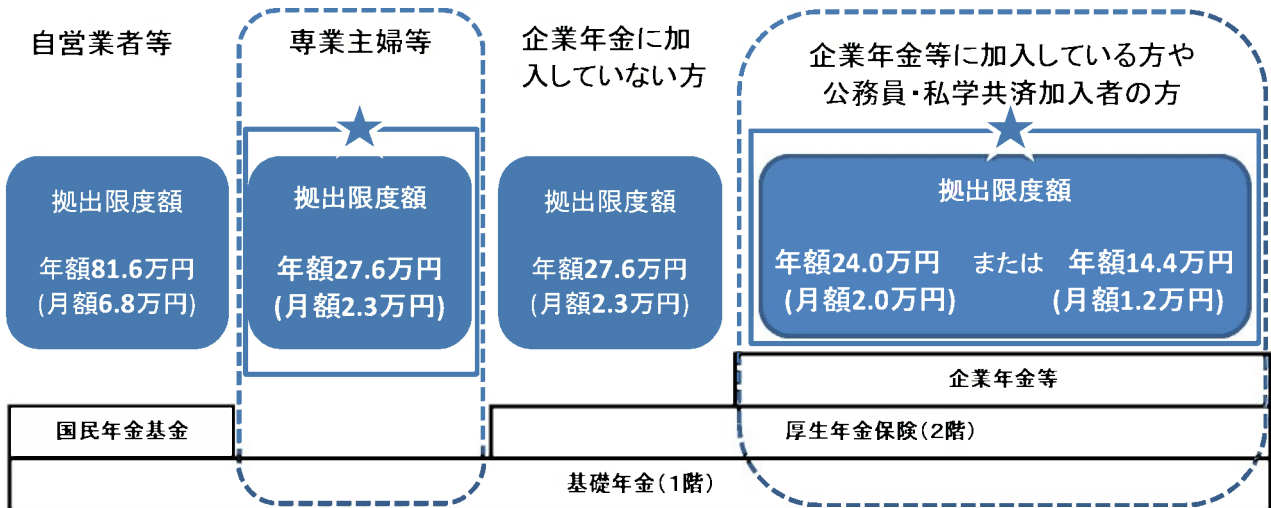 自営業者等
専業主婦等
企業年金に加
入していない方
企業年金等に加入している方や
公務員・私学共済加入者の方
拠出限度額
年額81.6万円
(月額6.8万円)
拠出限度額
年額27.6万円
(月額2.3万円)
拠出限度額
年額27.6万円
(月額2.3万円)
拠出限度額
年額24.0万円 または 年額14.4万円
(月額2.0万円) (月額1.2万円)
企業年金等
国民年金基金
厚生年金保険(2階)
基礎年金(1階)